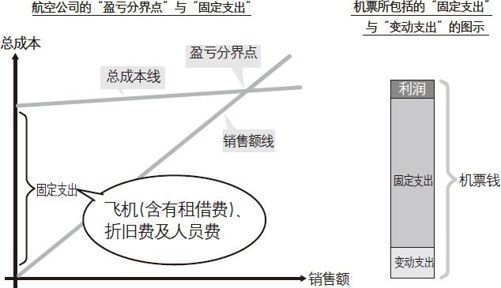 航空公司的“盈亏分界点”与“固定支出”
总成本
盈亏分界点
总成本线
销售额线
固定支出
飞机(含有租借费)、
折旧费及人员费
销售额
机票所包括的“固定支出”
与“变动支出”的图示
利润
固定支出
机票钱
变动支出